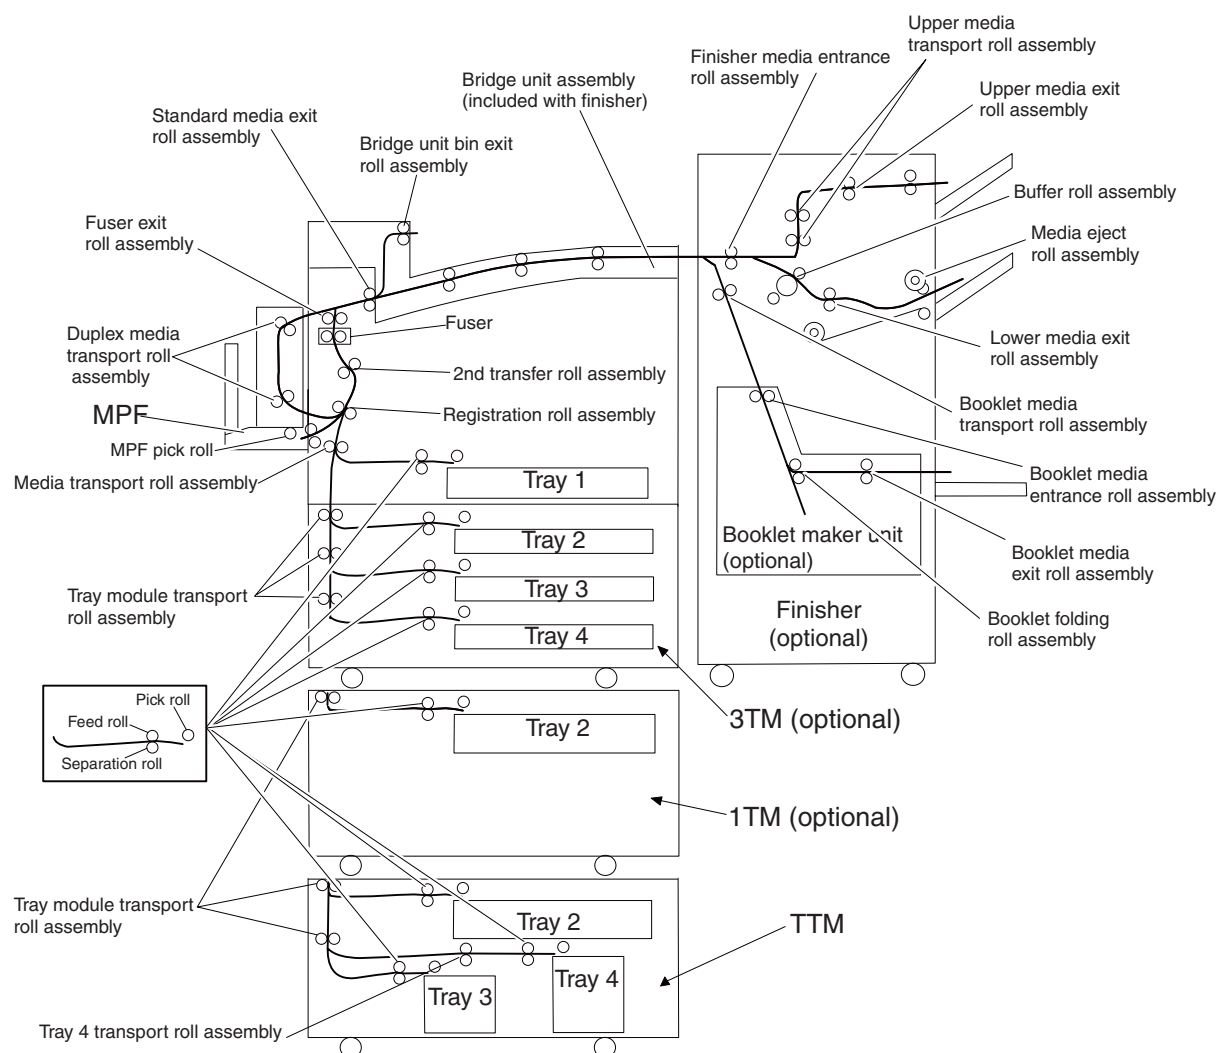 Upper media
transport roll assembly
Finisher media entrance
roll assembly
Bridge unit assembly
(included with finisher)
Upper media exit
roll assembly
Standard media exit
roll assembly
Bridge unit bin exit
roll assembly
Buffer roll assembly
Fuser exit
roll assembly
Media eject
roll assembly
Fuser
Duplex media
transport roll
assembly
Lower media exit
roll assembly
2nd transfer roll assembly
MPF
Registration roll assembly
Booklet media
transport roll assembly
MPF pick roll
Media transport roll assembly
Tray 1
Booklet media
entrance roll assembly
Tray 2
Booklet maker unit
(optional)
Booklet media
exit roll assembly
Tray 3
Tray module transport
roll assembly
Finisher
(optional)
Booklet folding
roll assembly
Tray 4
Pick roll
Feed roll
Separation roll
3TM (optional)
Tray 2
1TM (optional)
Tray module transport
roll assembly
Tray 2
TTM
Tray 4
Tray 3
Tray 4 transport roll assembly